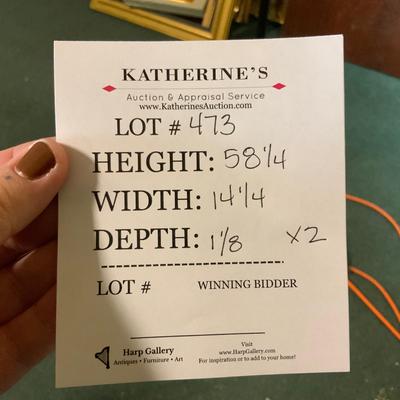 KATHERINE'S
Auction & Appraisal Service
www.KatherinesAuction.com
LOT # 473
HEIGHT: 58 1/4
WIDTH: 14 1/4
DEPTH: 1 1/8 x2
LOT # WINNING BIDDER
Harp Gallery
Antiques • Furniture • Art
Visit
www.HarpGallery.com
For inspiration or to add to your home!